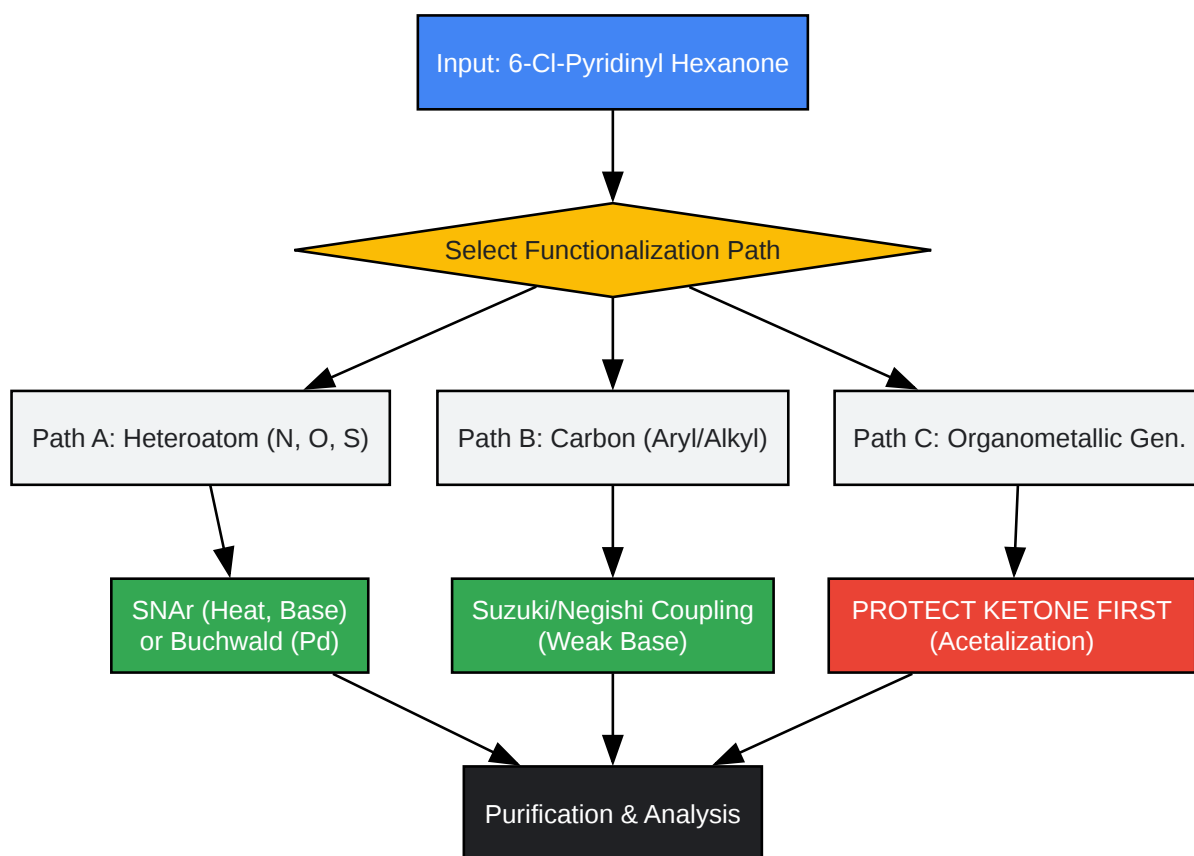 Input: 6-Cl-Pyridinyl Hexanone
Select Functionalization Path
Path A: Heteroatom (N, O, S)
Path B: Carbon (Aryl/Alkyl)
Path C: Organometallic Gen.
SNAr (Heat, Base)
or Buchwald (Pd)
Suzuki/Negishi Coupling
(Weak Base)
PROTECT KETONE FIRST
(Acetalization)
Purification & Analysis